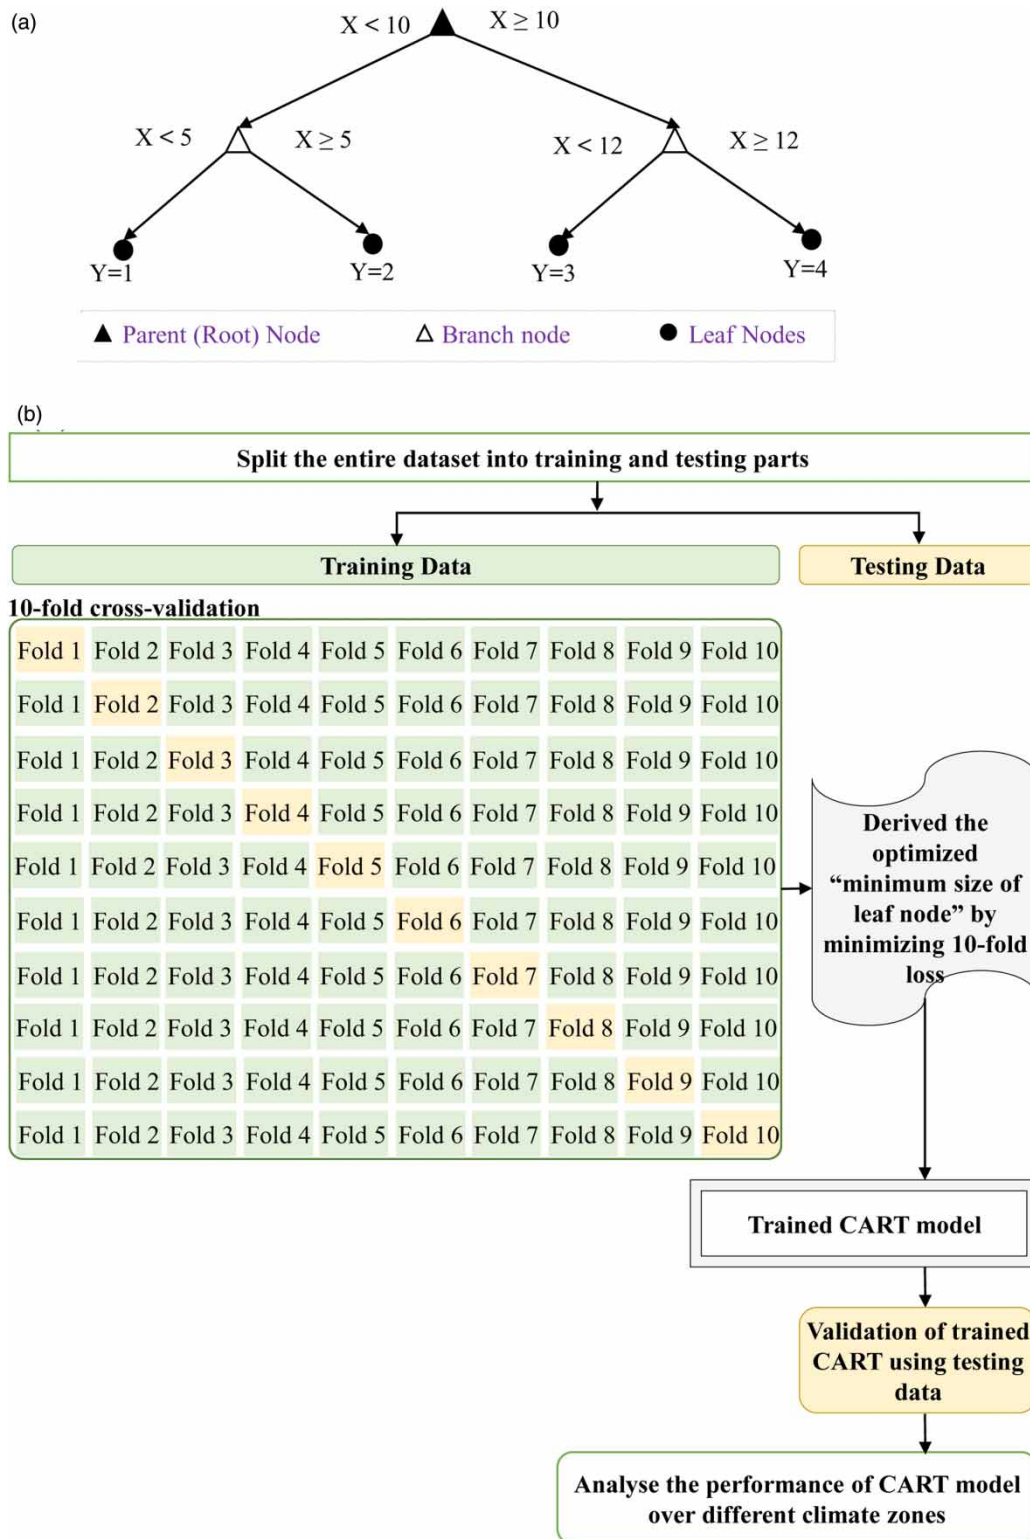 (a)
X < 10
X ≥ 10
X < 5
X ≥ 5
X < 12
X ≥ 12
Y=1
Y=2
Y=3
Y=4
Parent (Root) Node
Branch node
Leaf Nodes
(b)
Split the entire dataset into training and testing parts
Training Data
Testing Data
10-fold cross-validation
Fold 1 Fold 2 Fold 3 Fold 4 Fold 5 Fold 6 Fold 7 Fold 8 Fold 9 Fold 10
Fold 1 Fold 2 Fold 3 Fold 4 Fold 5 Fold 6 Fold 7 Fold 8 Fold 9 Fold 10
Fold 1 Fold 2 Fold 3 Fold 4 Fold 5 Fold 6 Fold 7 Fold 8 Fold 9 Fold 10
Fold 1 Fold 2 Fold 3 Fold 4 Fold 5 Fold 6 Fold 7 Fold 8 Fold 9 Fold 10
Fold 1 Fold 2 Fold 3 Fold 4 Fold 5 Fold 6 Fold 7 Fold 8 Fold 9 Fold 10
Fold 1 Fold 2 Fold 3 Fold 4 Fold 5 Fold 6 Fold 7 Fold 8 Fold 9 Fold 10
Fold 1 Fold 2 Fold 3 Fold 4 Fold 5 Fold 6 Fold 7 Fold 8 Fold 9 Fold 10
Fold 1 Fold 2 Fold 3 Fold 4 Fold 5 Fold 6 Fold 7 Fold 8 Fold 9 Fold 10
Fold 1 Fold 2 Fold 3 Fold 4 Fold 5 Fold 6 Fold 7 Fold 8 Fold 9 Fold 10
Fold 1 Fold 2 Fold 3 Fold 4 Fold 5 Fold 6 Fold 7 Fold 8 Fold 9 Fold 10
Derived the
optimized
“minimum size of
leaf node” by
minimizing 10-fold
loss
Trained CART model
Validation of trained
CART using testing
data
Analyse the performance of CART model
over different climate zones